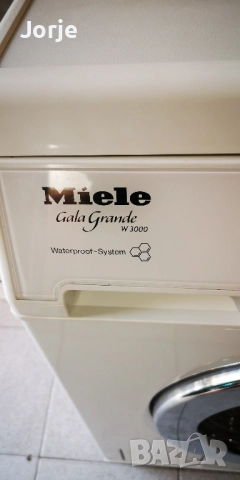 Jorje
Miele
Gala Grande
W 3000
Waterproof-System
BAZAR